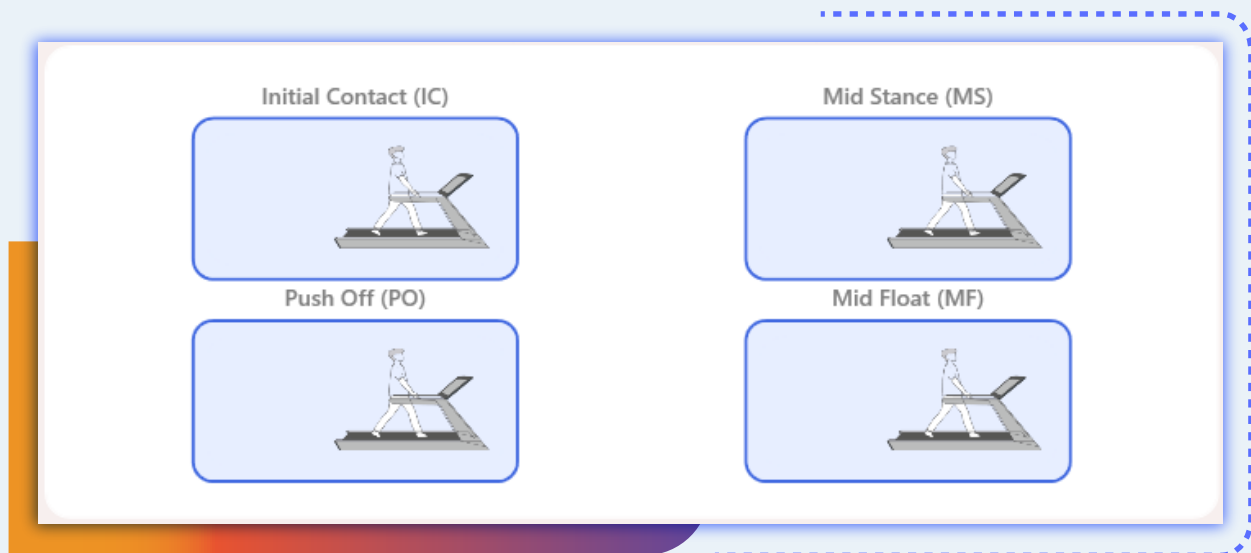 Initial Contact (IC)
Mid Stance (MS)
Push Off (PO)
Mid Float (MF)